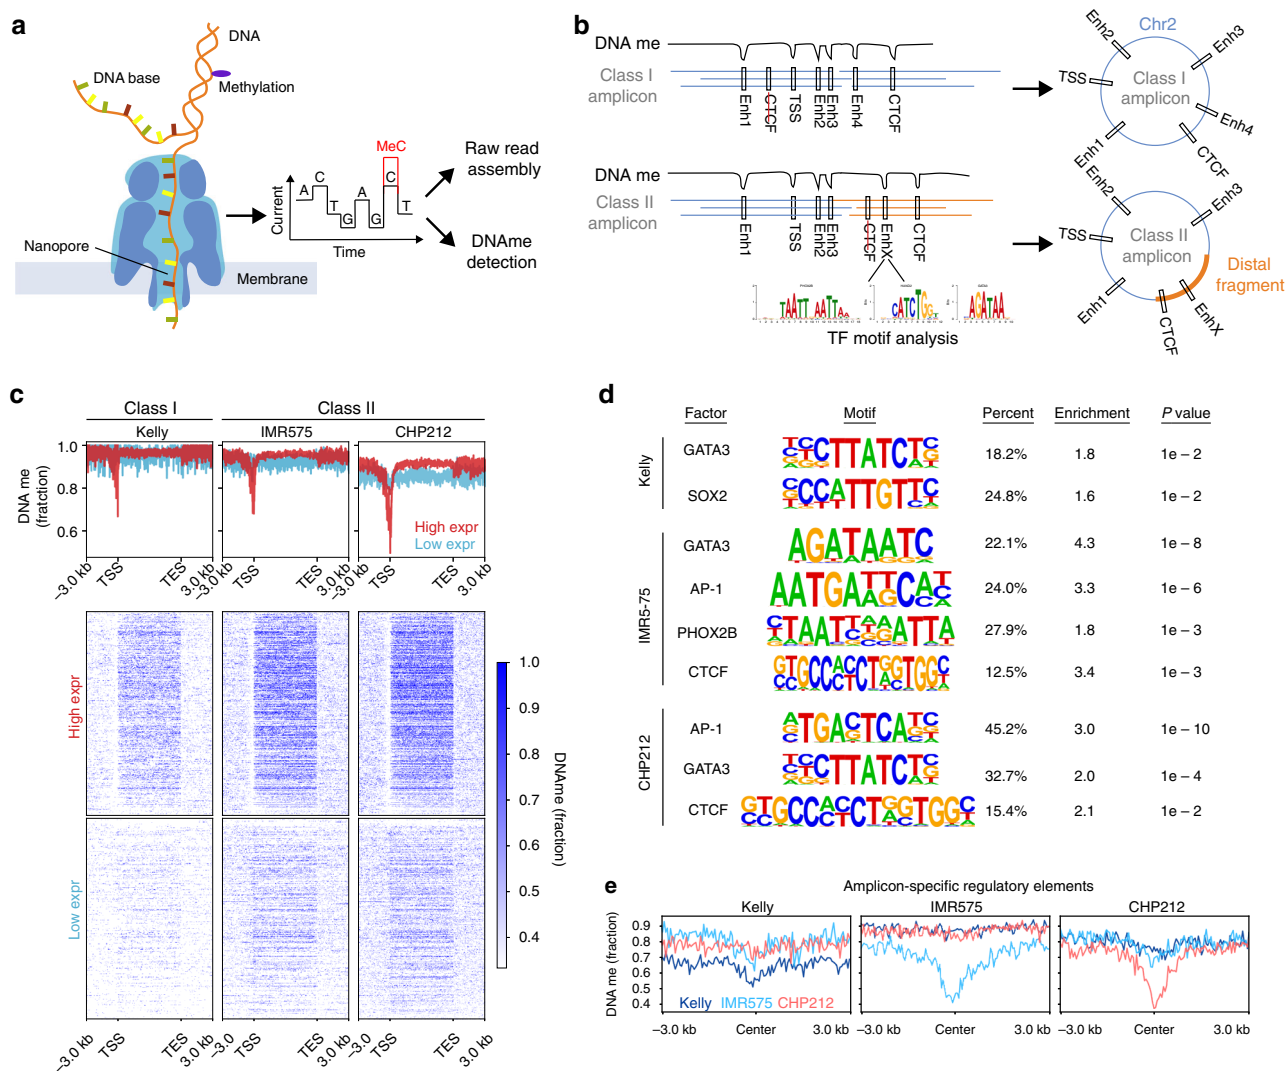 a
DNA
DNA base
Methylation
MeC
A
C
T
G
A
G
C
T
Current
Time
Raw read
assembly
DNAme
detection
Nanopore
Membrane
b
DNA me
Class I
amplicon
Enh1
CTCF
TSS
Enh2
Enh3
Enh4
CTCF
Chr2
Class I
amplicon
Enh2
Enh3
TSS
Enh4
Enh1
CTCF
DNA me
Class II
amplicon
Enh1
TSS
Enh2
Enh3
CTCF
EnhX
CTCF
TF motif analysis
Class II
amplicon
Enh2
Enh3
TSS
Enh1
CTCF
EnhX
Distal
fragment
c
Class I
Class II
Kelly
IMR575
CHP212
DNA me
(fratction)
1.0
0.8
0.6
High expr
Low expr
−3.0 kb
TSS
TES
3.0 kb
−3.0 kb
TSS
TES
3.0 kb
−3.0 kb
TSS
TES
3.0 kb
High expr
Low expr
−3.0 kb
TSS
TES
3.0 kb
−3.0
TSS
TES
3.0 kb
−3.0
TSS
TES
3.0 kb
1.0
0.9
0.8
0.7
0.6
0.5
0.4
DNAme (fraction)
d
Factor Motif Percent Enrichment P value
Kelly
GATA3 18.2% 1.8 1e − 2
SOX2 24.8% 1.6 1e − 2
IMR5-75
GATA3 22.1% 4.3 1e − 8
AP-1 24.0% 3.3 1e − 6
PHOX2B 27.9% 1.8 1e − 3
CTCF 12.5% 3.4 1e − 3
CHP212
AP-1 45.2% 3.0 1e − 10
GATA3 32.7% 2.0 1e − 4
CTCF 15.4% 2.1 1e − 2
e
Amplicon-specific regulatory elements
Kelly
IMR575
CHP212
DNA me (fraction)
0.9
0.8
0.7
0.6
0.5
0.4
Kelly IMR575 CHP212
−3.0 kb Center 3.0 kb
−3.0 kb Center 3.0 kb
−3.0 kb Center 3.0 kb